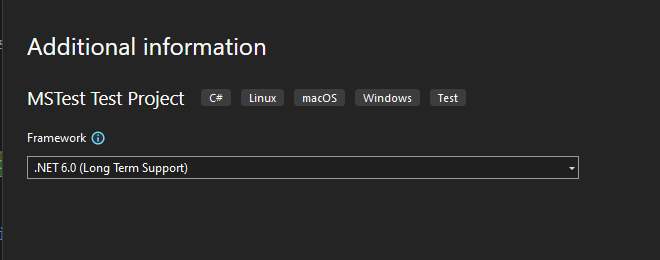 Additional information
MSTest Test Project C# Linux macOS Windows Test
Framework
.NET 6.0 (Long Term Support)